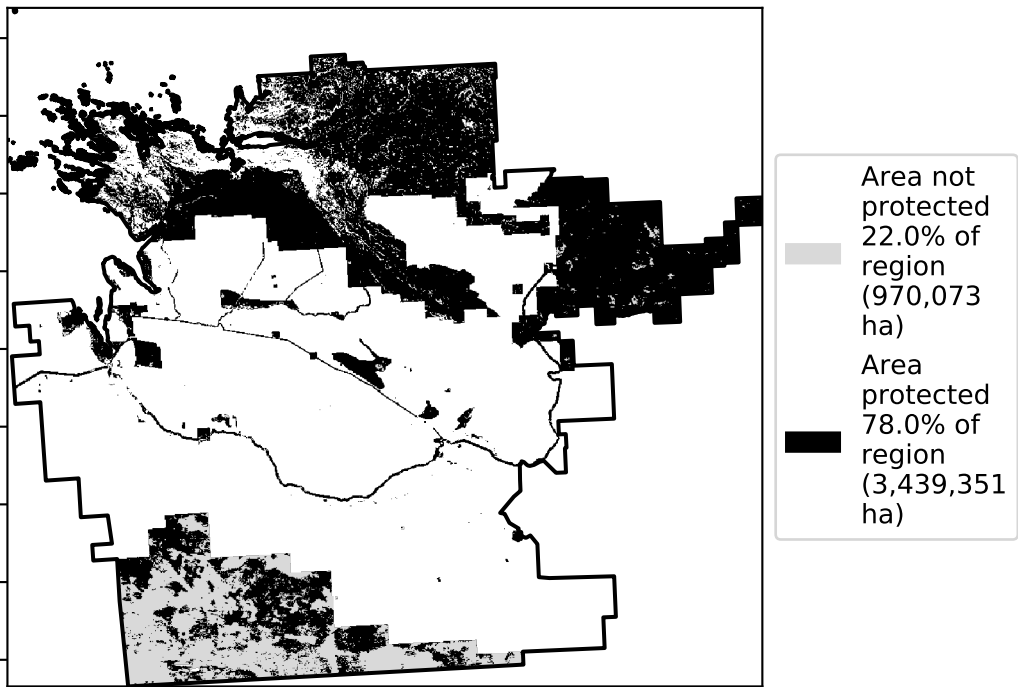 Area not
protected
22.0% of
region
(970,073
ha)
Area
protected
78.0% of
region
(3,439,351
ha)